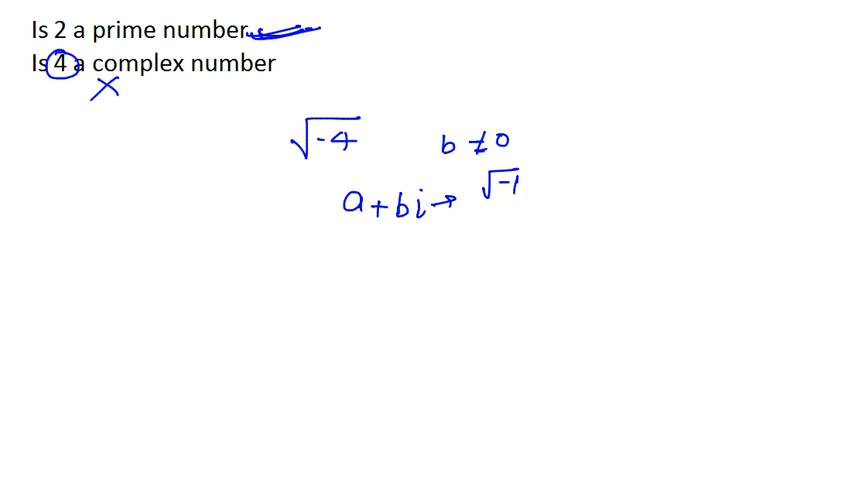 Is 2 a prime number
Is 4 a complex number
√-4 b ≠ 0
a + bi → √-1